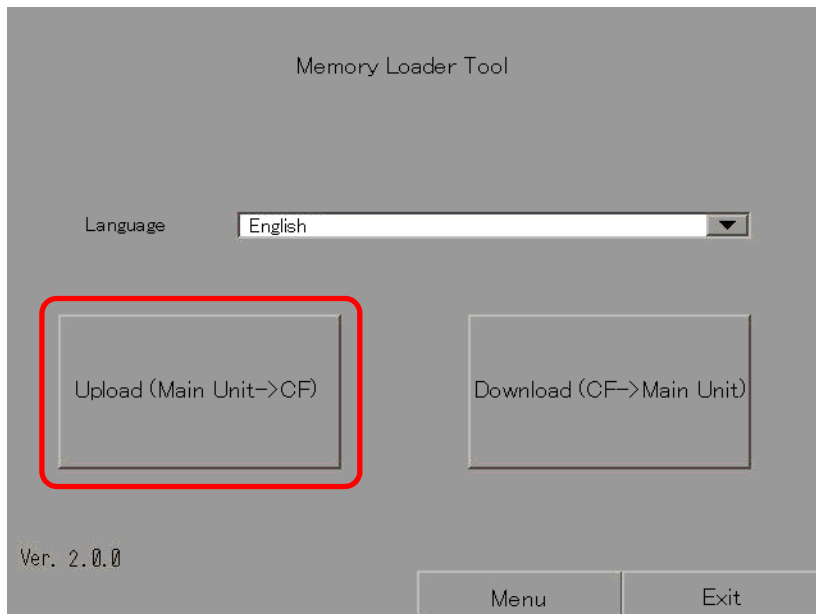 Memory Loader Tool
Language
English
Upload (Main Unit->CF)
Download (CF->Main Unit)
Ver. 2.0.0
Menu
Exit